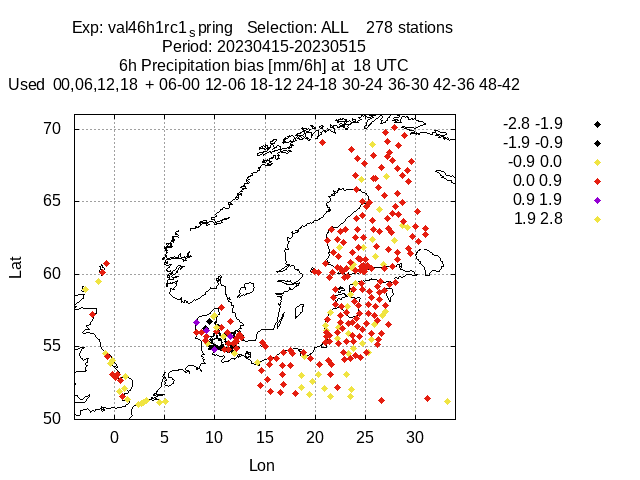 Exp: val46h1rc1spring Selection: ALL 278 stations
Period: 20230415-20230515
6h Precipitation bias [mm/6h] at 18 UTC
Used 00,06,12,18 + 06-00 12-06 18-12 24-18 30-24 36-30 42-36 48-42
-2.8 -1.9
-1.9 -0.9
-0.9 0.0
0.0 0.9
0.9 1.9
1.9 2.8
70
65
60
55
50
Lat
0 5 10 15 20 25 30
Lon